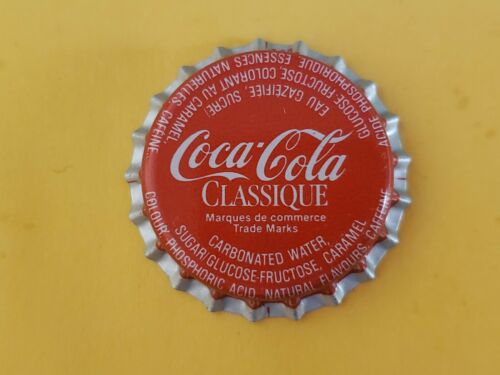 EAU GAZÉIFIÉE, SUCRE/
GLUCOSE-FRUCTOSE, COLORANT AU CARAMEL,
ACIDE PHOSPHORIQUE, ESSENCES NATURELLES, CAFÉINE
Coca-Cola
CLASSIQUE
Marques de commerce
Trade Marks
CARBONATED WATER,
SUGAR/GLUCOSE-FRUCTOSE, CARAMEL
COLOUR, PHOSPHORIC ACID, NATURAL FLAVOURS, CAFFEINE